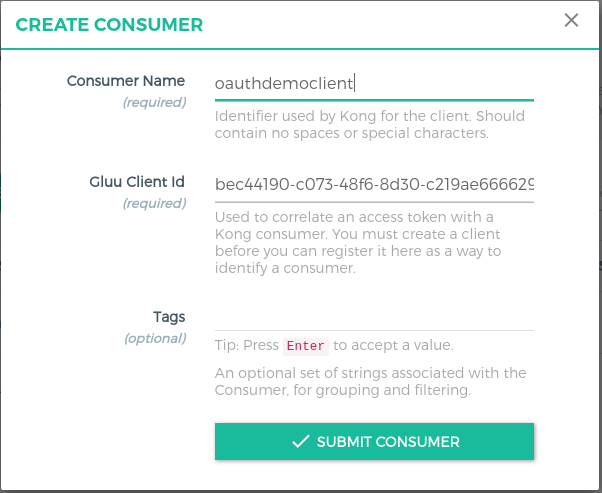 CREATE CONSUMER
Consumer Name
(required)
oauthdemoclient
Identifier used by Kong for the client. Should
contain no spaces or special characters.
Gluu Client Id
(required)
bec44190-c073-48f6-8d30-c219ae666629
Used to correlate an access token with a
Kong consumer. You must create a client
before you can register it here as a way to
identify a consumer.
Tags
(optional)
Tip: Press Enter to accept a value.
An optional set of strings associated with the
Consumer, for grouping and filtering.
SUBMIT CONSUMER